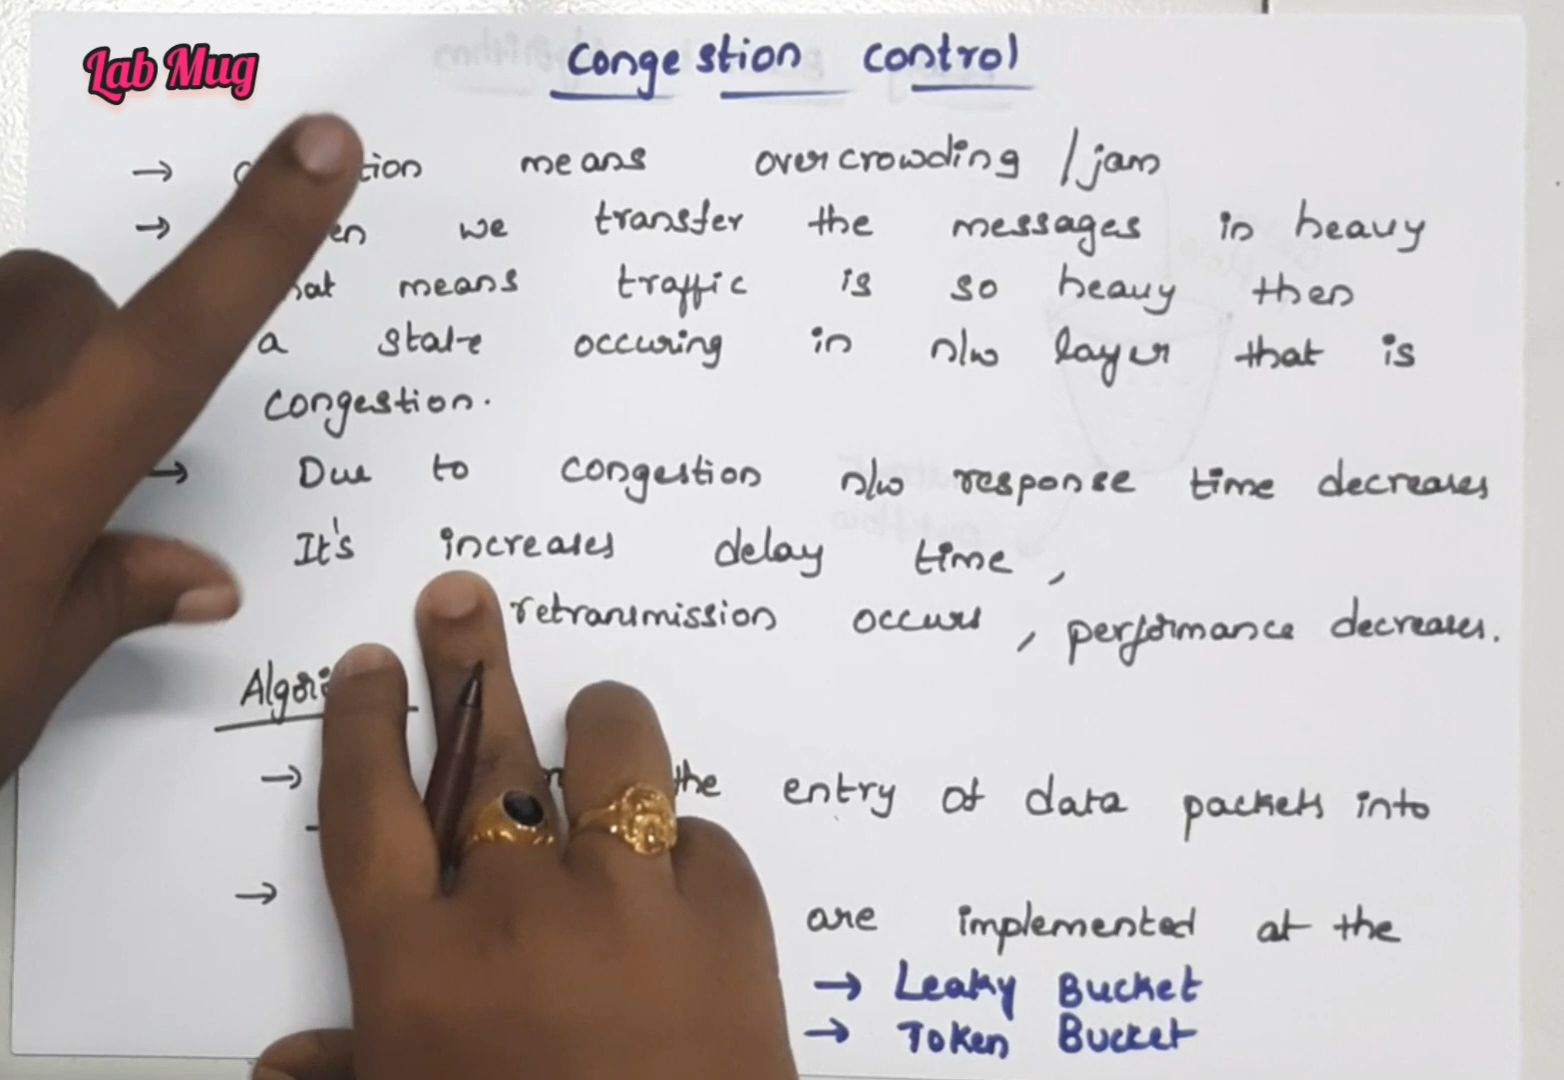 Lab Mug
Congestion control
→ tion means overcrowding / jam
→ en we transfer the messages in heavy
hat means traffic is so heavy then
a state occuring in n/w layer that is
congestion.
→ Due to congestion n/w response time decreases
It's increases delay time,
retransmission occurs, performance decreases.
Algori
→ the entry of data packets into
→ are implemented at the
→ Leaky Bucket
→ Token Bucket